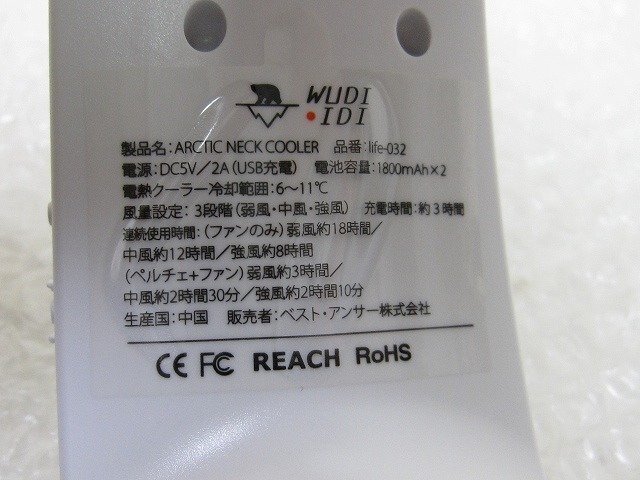 WUDI
・IDI
製品名：ARCTIC NECK COOLER 品番：life-032
電源：DC5V／2A（USB充電） 電池容量：1800mAh×2
電熱クーラー冷却範囲：6～11℃
風量設定：3段階（弱風・中風・強風） 充電時間：約3時間
連続使用時間：（ファンのみ）弱風約18時間／
中風約12時間／強風約8時間
（ペルチェ+ファン）弱風約3時間／
中風約2時間30分／強風約2時間10分
生産国：中国 販売者：ベスト・アンサー株式会社
CE FC REACH RoHS